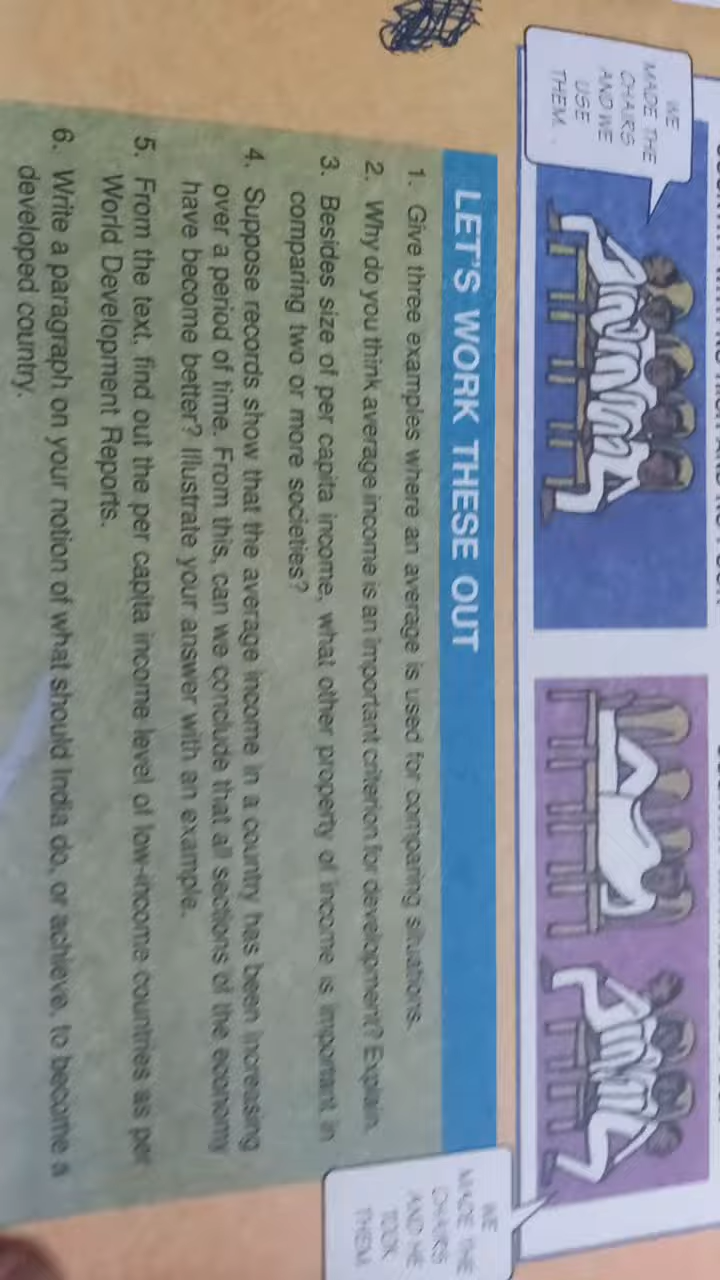 WE
MADE THE
CHAIRS
AND WE
USE
THEM.
WE
MADE THE
CHAIRS
AND HE
TOOK
THEM.
LET'S WORK THESE OUT
1. Give three examples where an average is used for comparing situations.
2. Why do you think average income is an important criterion for development? Explain.
3. Besides size of per capita income, what other property of income is important in
comparing two or more societies?
4. Suppose records show that the average income in a country has been increasing
over a period of time. From this, can we conclude that all sections of the economy
have become better? Illustrate your answer with an example.
5. From the text, find out the per capita income level of low-income countries as per
World Development Reports.
6. Write a paragraph on your notion of what should India do, or achieve, to become a
developed country.